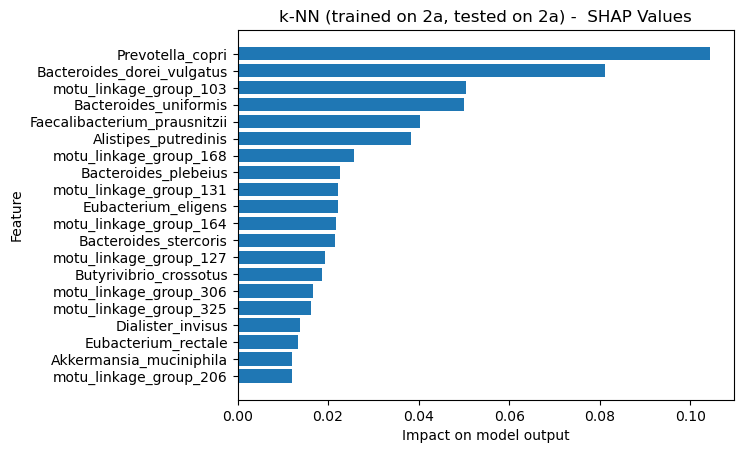 k-NN (trained on 2a, tested on 2a) -  SHAP Values
Feature
Prevotella_copri
Bacteroides_dorei_vulgatus
motu_linkage_group_103
Bacteroides_uniformis
Faecalibacterium_prausnitzii
Alistipes_putredinis
motu_linkage_group_168
Bacteroides_plebeius
motu_linkage_group_131
Eubacterium_eligens
motu_linkage_group_164
Bacteroides_stercoris
motu_linkage_group_127
Butyrivibrio_crossotus
motu_linkage_group_306
motu_linkage_group_325
Dialister_invisus
Eubacterium_rectale
Akkermansia_muciniphila
motu_linkage_group_206
0.00 0.02 0.04 0.06 0.08 0.10
Impact on model output